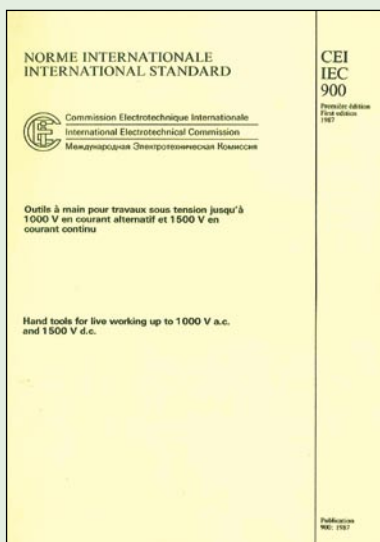 NORME INTERNATIONALE
INTERNATIONAL STANDARD
CEI
IEC
900
Première édition
First edition
1987
Commission Electrotechnique Internationale
International Electrotechnical Commission
Международная Электротехническая Комиссия
Outils à main pour travaux sous tension jusqu'à
1000 V en courant alternatif et 1500 V en
courant continu
Hand tools for live working up to 1000 V a.c.
and 1500 V d.c.
Publication
900: 1987